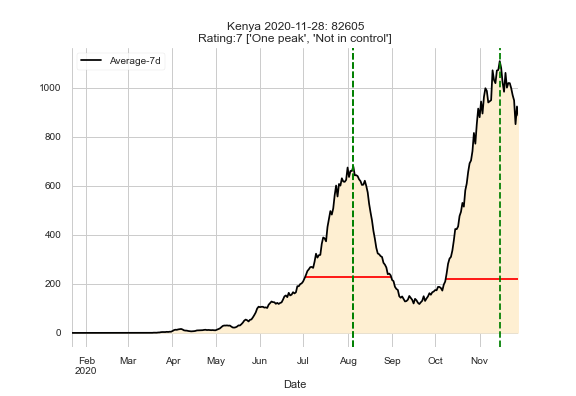 Kenya 2020-11-28: 82605
Rating:7 ['One peak', 'Not in control']
Average-7d
1000
800
600
400
200
0
Feb Mar Apr May Jun Jul Aug Sep Oct Nov
2020
Date